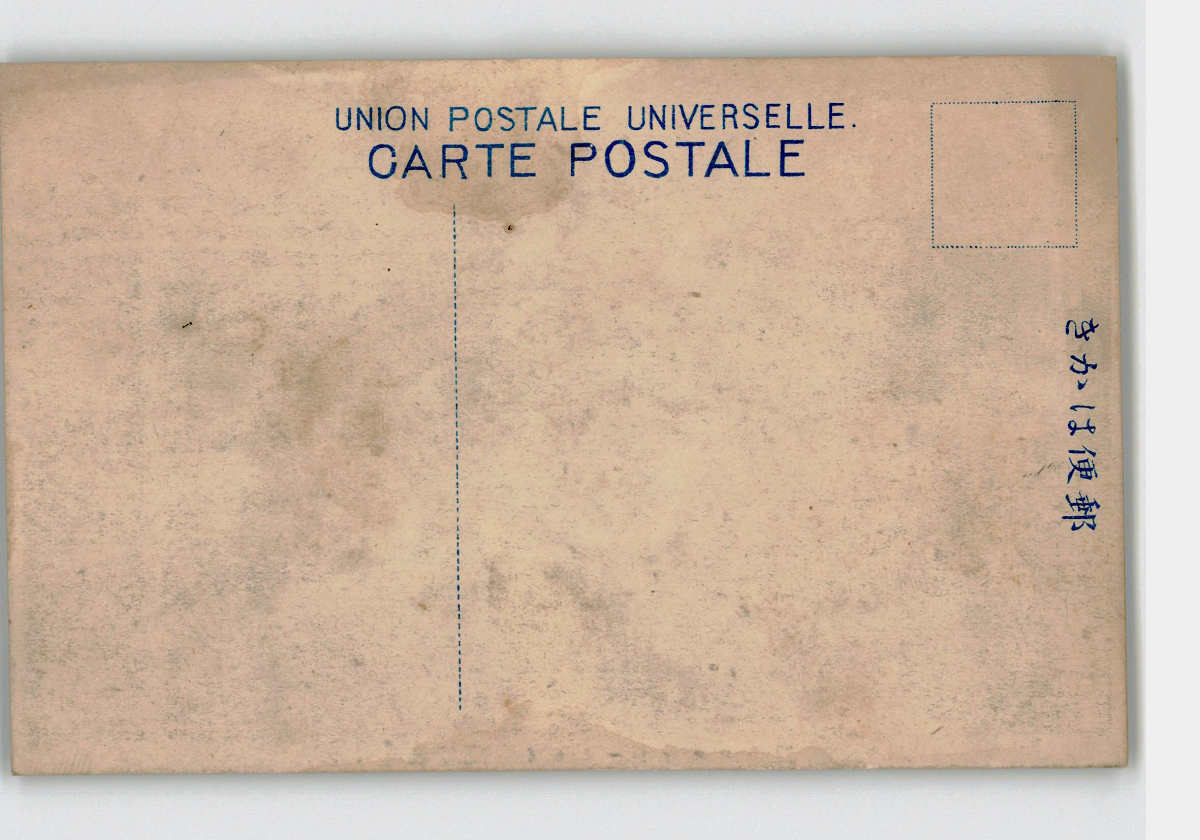 UNION POSTALE UNIVERSELLE.
CARTE POSTALE
郵便はかき